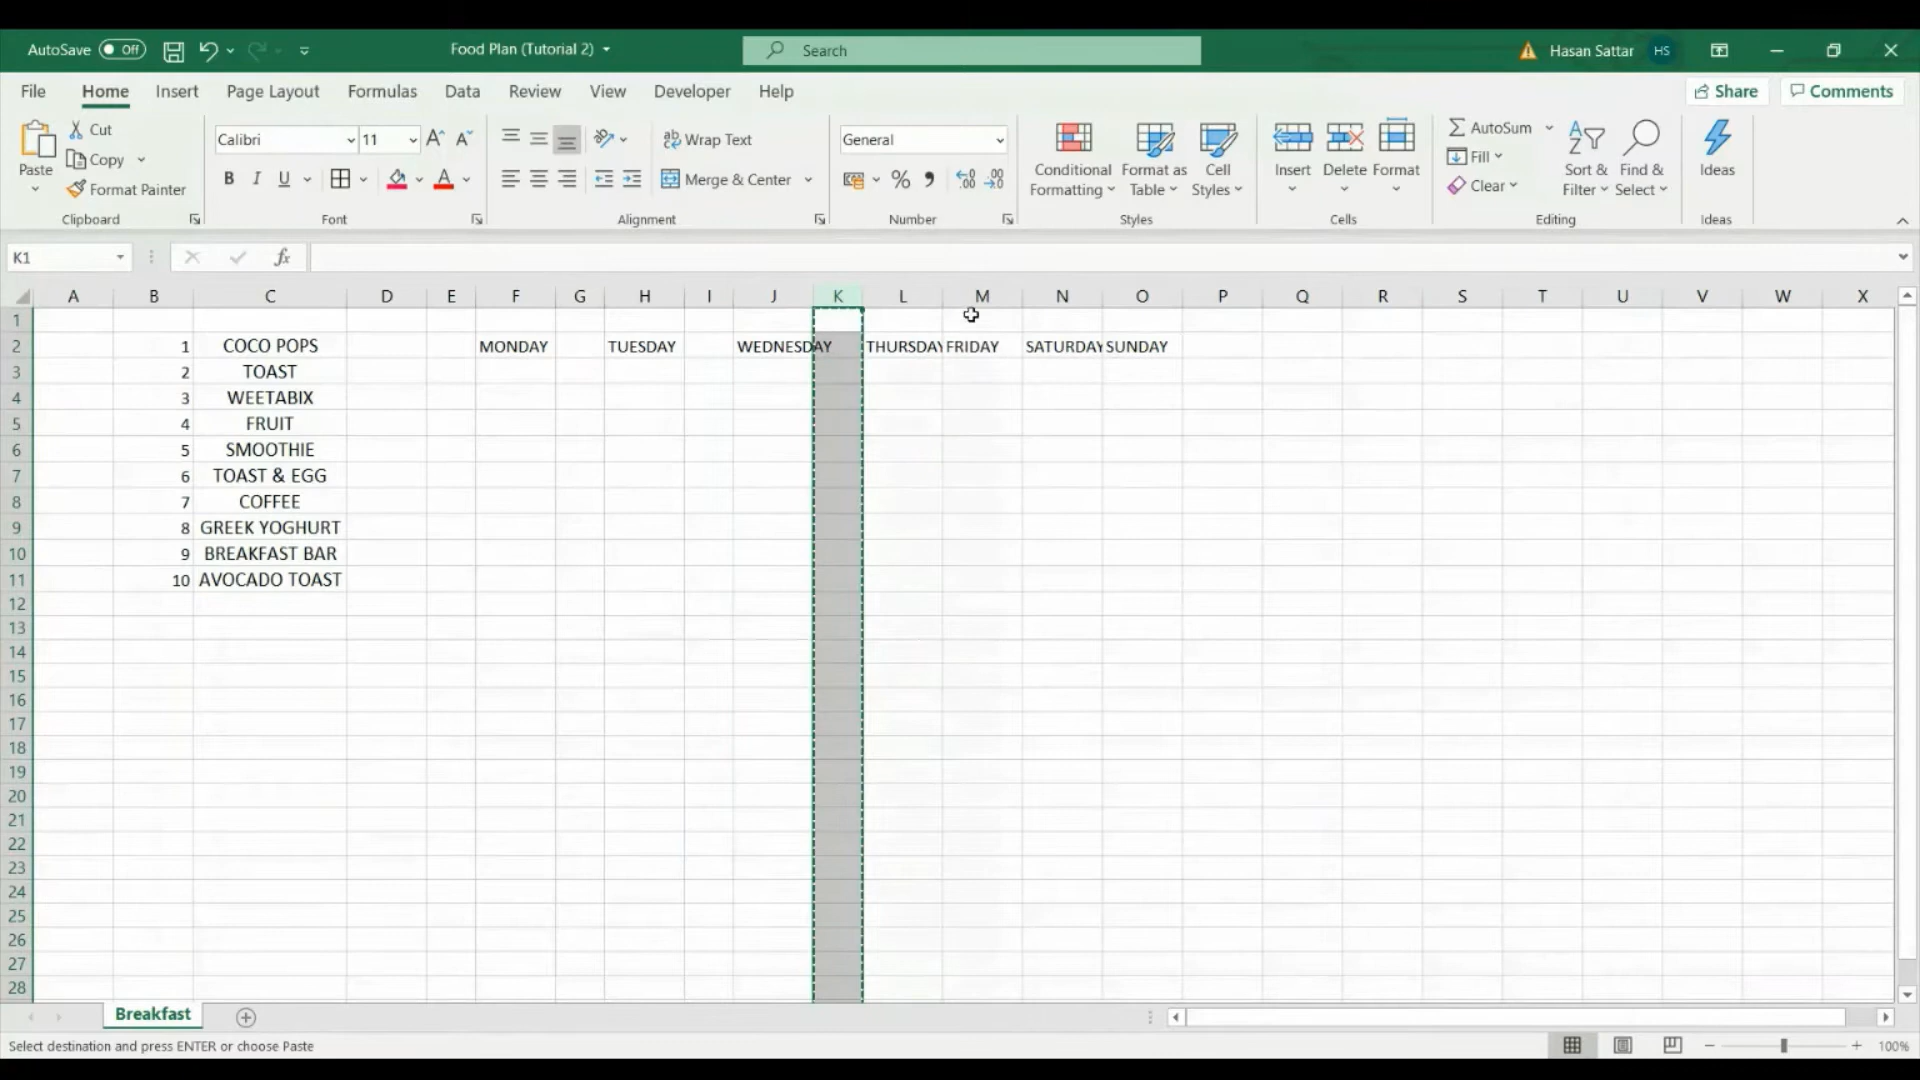 AutoSave Off Food Plan (Tutorial 2) Search Hasan Sattar HS
File Home Insert Page Layout Formulas Data Review View Developer Help Share Comments
Paste Cut Copy Format Painter
Clipboard
Calibri 11
B I U A
Font
Wrap Text
Merge & Center
Alignment
General
%
Number
Conditional Formatting Format as Table Cell Styles
Styles
Insert Delete Format
Cells
AutoSum
Fill
Clear
Sort & Filter Find & Select
Editing
Ideas
Ideas
K1 fx
A B C D E F G H I J K L M N O P Q R S T U V W X
1
2 1 COCO POPS MONDAY TUESDAY WEDNESDAY THURSDAY FRIDAY SATURDAY SUNDAY
3 2 TOAST
4 3 WEETABIX
5 4 FRUIT
6 5 SMOOTHIE
7 6 TOAST & EGG
8 7 COFFEE
9 8 GREEK YOGHURT
10 9 BREAKFAST BAR
11 10 AVOCADO TOAST
12
13
14
15
16
17
18
19
20
21
22
23
24
25
26
27
28
Breakfast
Select destination and press ENTER or choose Paste 100%